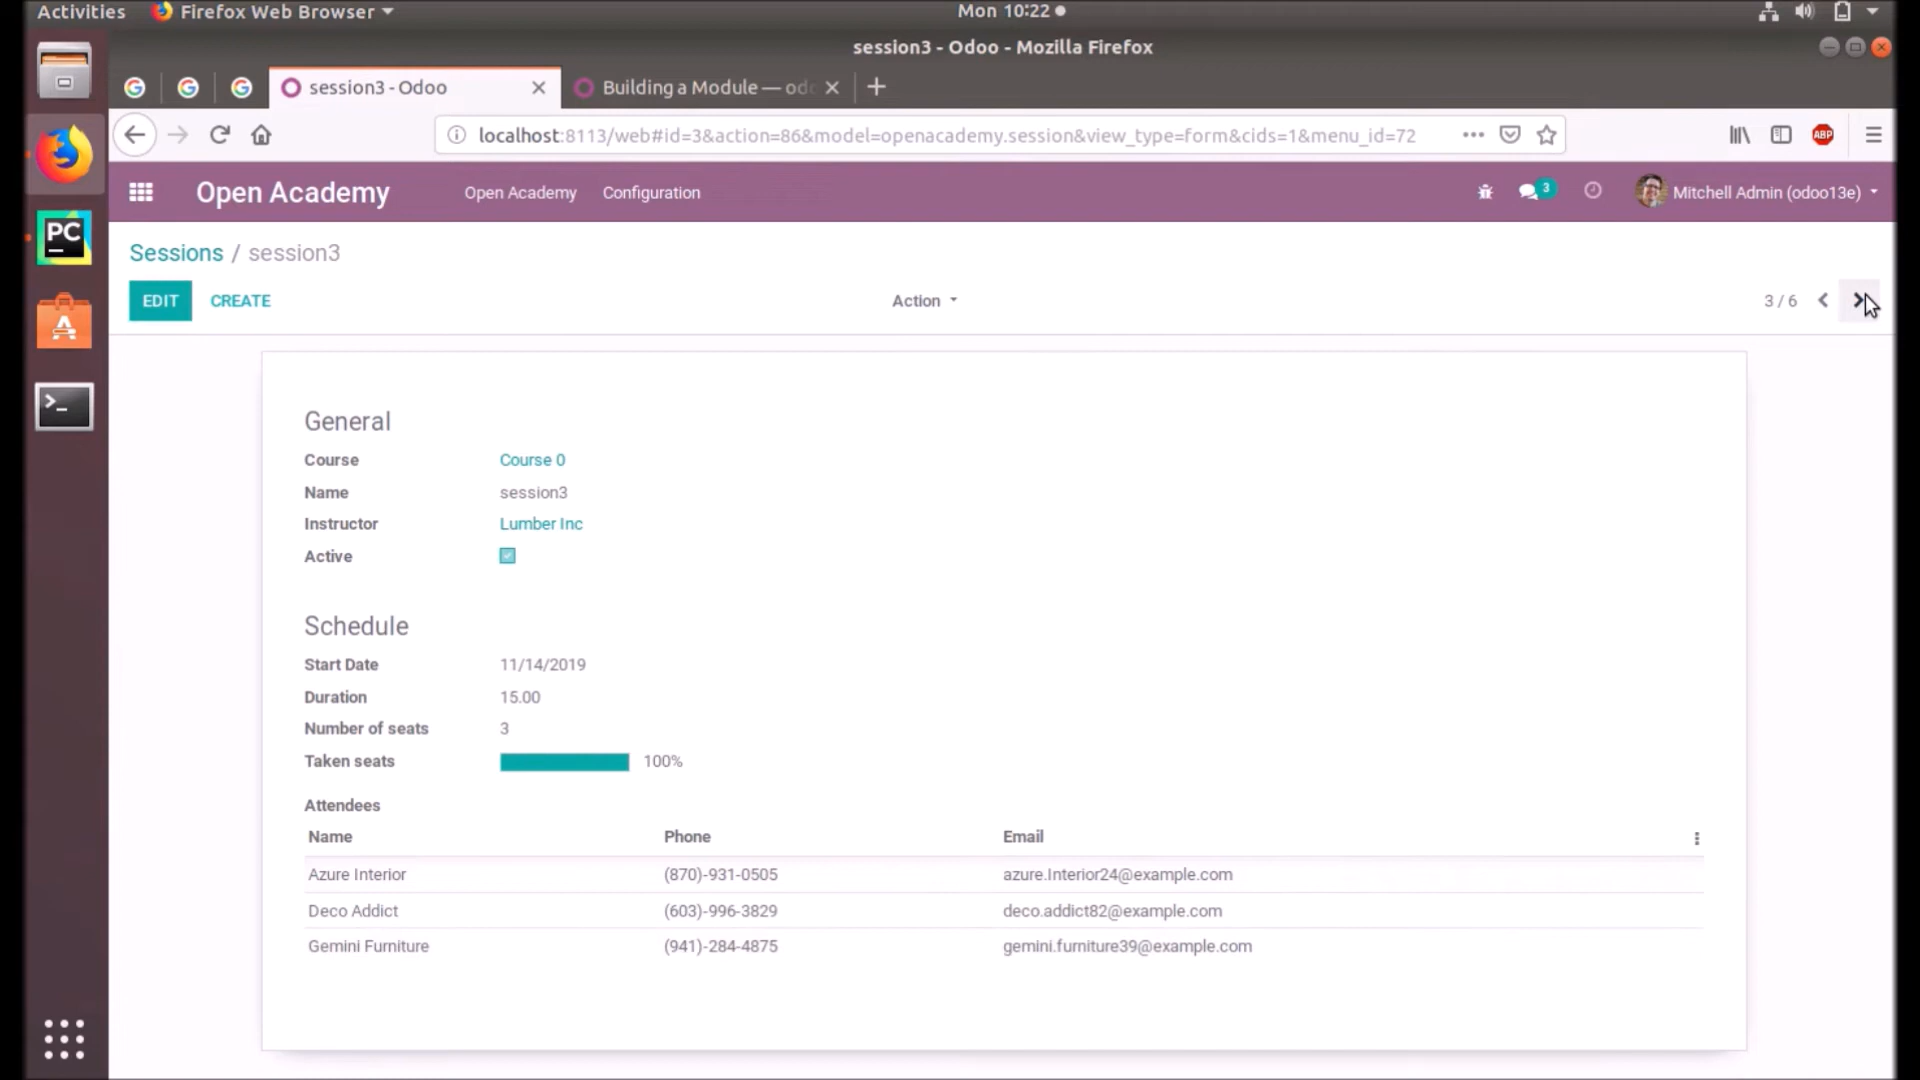 Activities Firefox Web Browser Mon 10:22
session3 - Odoo - Mozilla Firefox
session3 - Odoo Building a Module — od
localhost:8113/web#id=3&action=86&model=openacademy.session&view_type=form&cids=1&menu_id=72 ABP
Open Academy Open Academy Configuration 3 Mitchell Admin (odoo13e)
Sessions / session3
EDIT CREATE Action 3 / 6
General
Course Course 0
Name session3
Instructor Lumber Inc
Active
Schedule
Start Date 11/14/2019
Duration 15.00
Number of seats 3
Taken seats 100%
Attendees
Name Phone Email
Azure Interior (870)-931-0505 azure.Interior24@example.com
Deco Addict (603)-996-3829 deco.addict82@example.com
Gemini Furniture (941)-284-4875 gemini.furniture39@example.com
PC